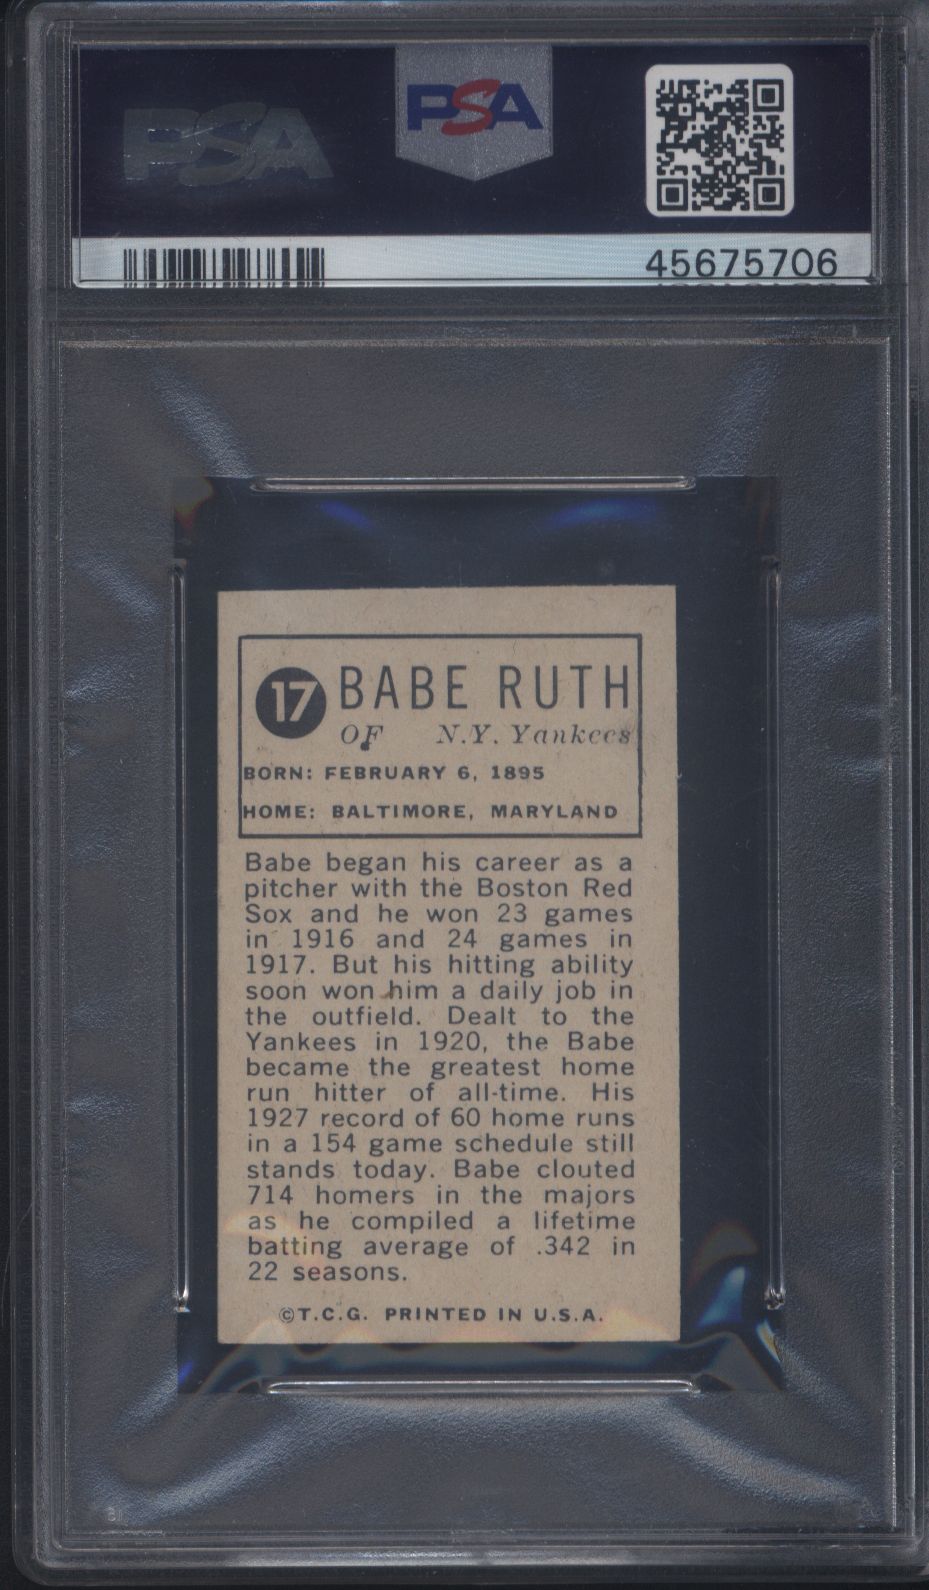 PSA
PSA
45675706
17 BABE RUTH
OF N.Y. Yankees
BORN: FEBRUARY 6, 1895
HOME: BALTIMORE, MARYLAND
Babe began his career as a
pitcher with the Boston Red
Sox and he won 23 games
in 1916 and 24 games in
1917. But his hitting ability
soon won him a daily job in
the outfield. Dealt to the
Yankees in 1920, the Babe
became the greatest home
run hitter of all-time. His
1927 record of 60 home runs
in a 154 game schedule still
stands today. Babe clouted
714 homers in the majors
as he compiled a lifetime
batting average of .342 in
22 seasons.
©T.C.G. PRINTED IN U.S.A.